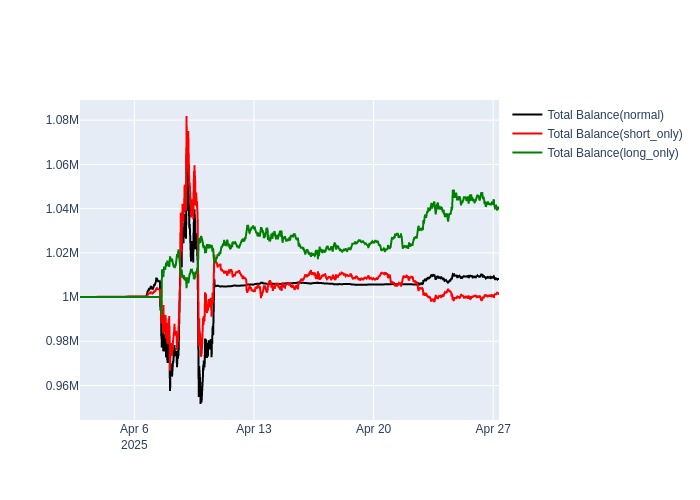 Total Balance(normal)
Total Balance(short_only)
Total Balance(long_only)
1.08M
1.06M
1.04M
1.02M
1M
0.98M
0.96M
Apr 6
2025
Apr 13
Apr 20
Apr 27